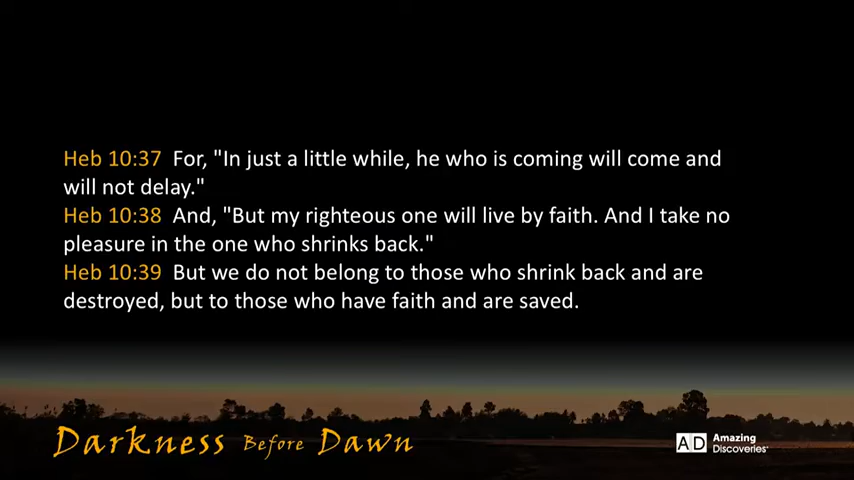 Heb 10:37 For, "In just a little while, he who is coming will come and
will not delay."
Heb 10:38 And, "But my righteous one will live by faith. And I take no
pleasure in the one who shrinks back."
Heb 10:39 But we do not belong to those who shrink back and are
destroyed, but to those who have faith and are saved.
Darkness Before Dawn
AD Amazing
Discoveries